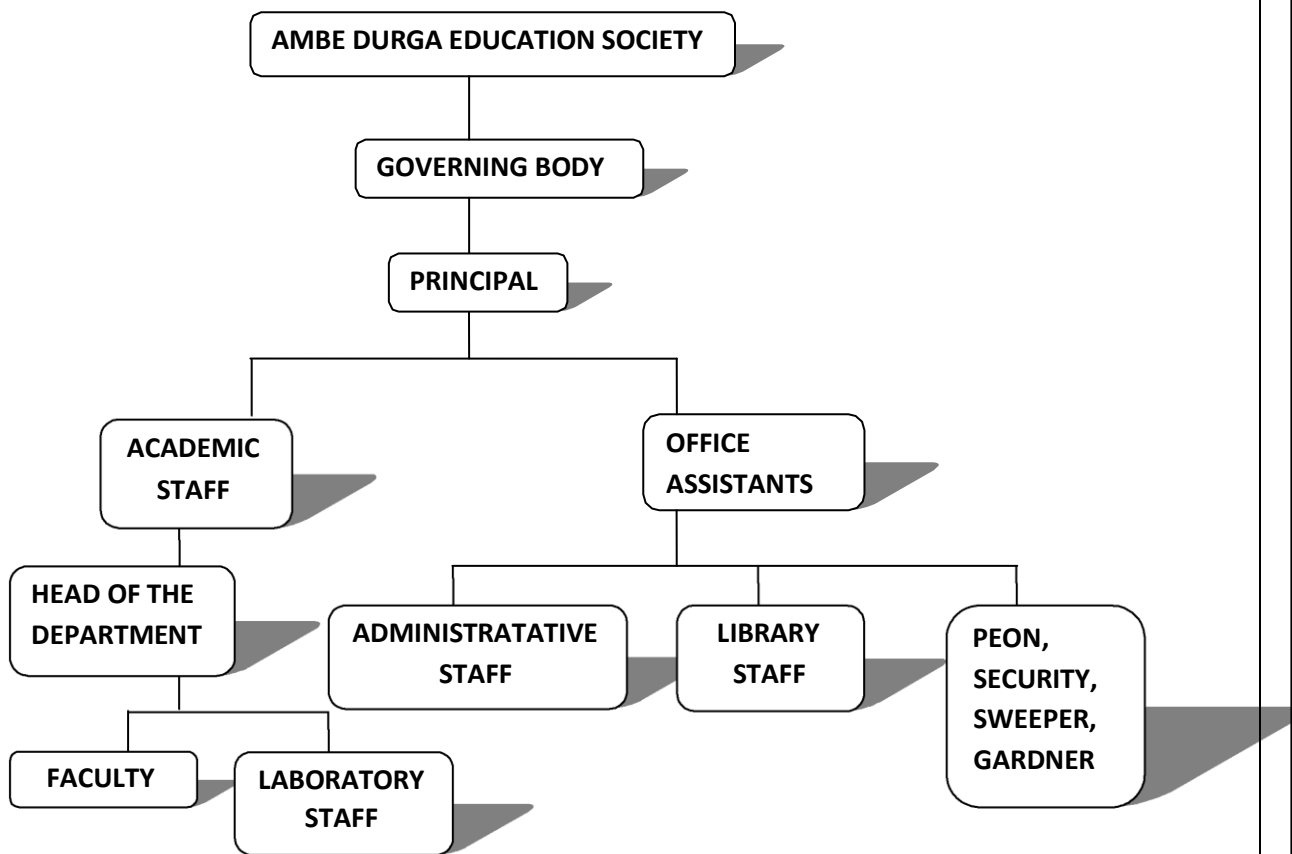 AMBE DURGA EDUCATION SOCIETY
GOVERNING BODY
PRINCIPAL
ACADEMIC
STAFF
OFFICE
ASSISTANTS
HEAD OF THE
DEPARTMENT
ADMINISTRATATIVE
STAFF
LIBRARY
STAFF
PEON,
SECURITY,
SWEEPER,
GARDNER
FACULTY
LABORATORY
STAFF